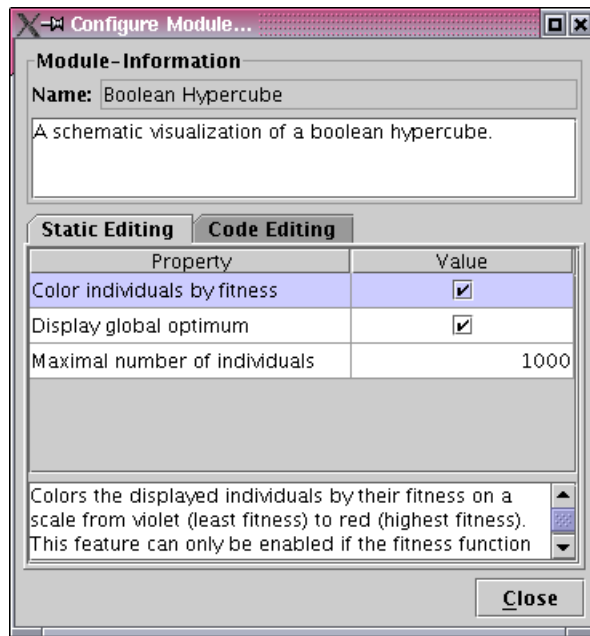 Configure Module...
Module-Information
Name: Boolean Hypercube
A schematic visualization of a boolean hypercube.
Static Editing Code Editing
Property Value
Color individuals by fitness
Display global optimum
Maximal number of individuals 1000
Colors the displayed individuals by their fitness on a
scale from violet (least fitness) to red (highest fitness).
This feature can only be enabled if the fitness function
Close